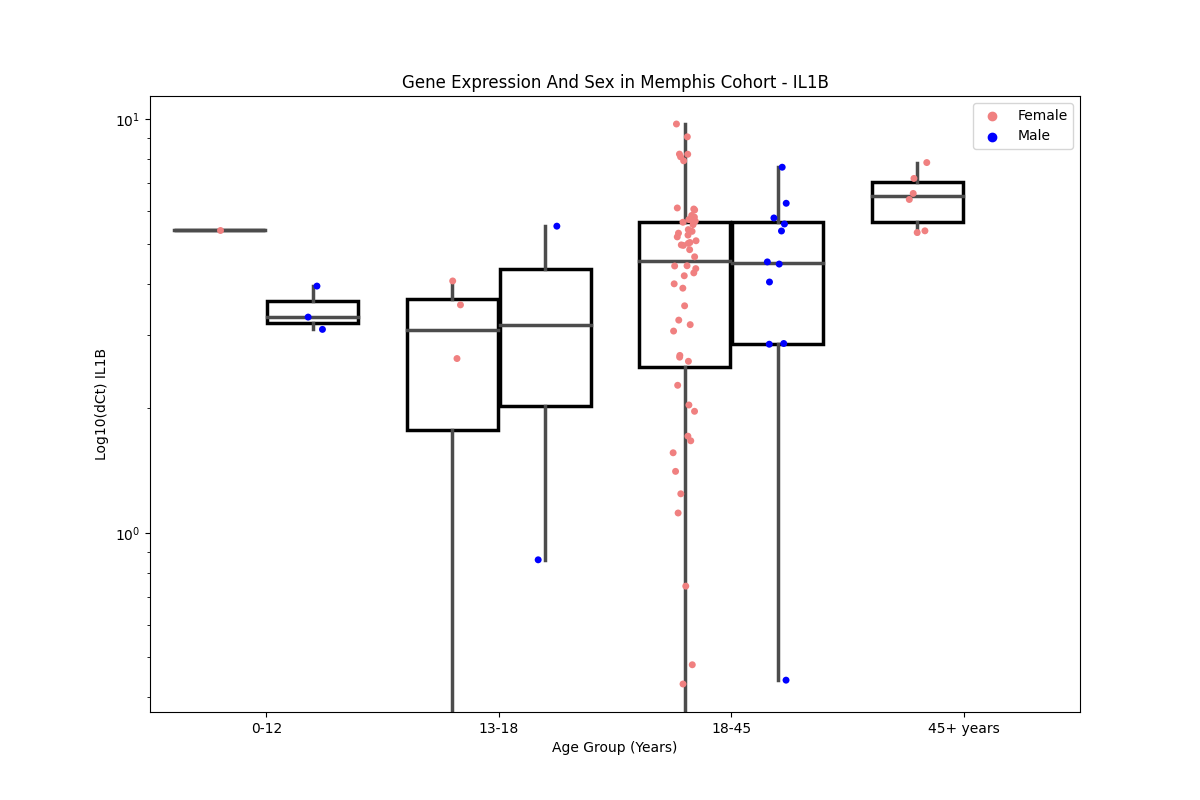 Gene Expression And Sex in Memphis Cohort - IL1B
Female
Male
10¹
10⁰
Log10(dCt) IL1B
0-12
13-18
18-45
45+ years
Age Group (Years)